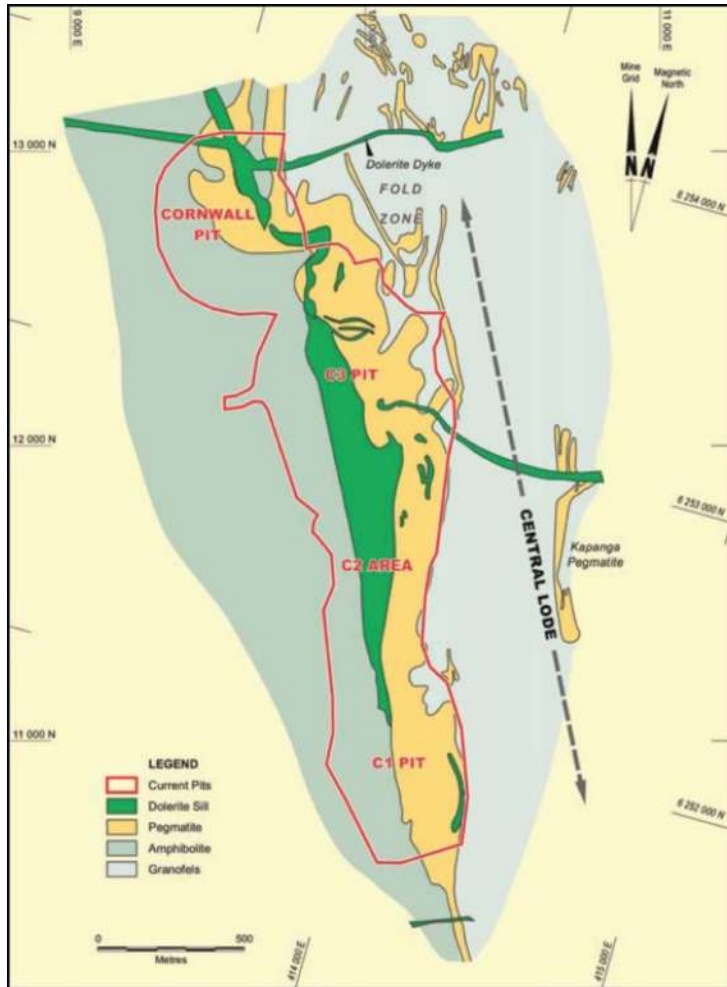 9 000 E
11 000 E
Mine
Grid
Magnetic
North
N
N
13 000 N
Dolerite Dyke
FOLD
ZONE
6 254 000 N
CORNWALL
PIT
C3 PIT
12 000 N
6 253 000 N
C2 AREA
CENTRAL LODE
Kapanga
Pegmatite
11 000 N
C1 PIT
6 252 000 N
LEGEND
Current Pits
Dolerite Sill
Pegmatite
Amphibolite
Granofels
0
500
Metres
414 000 E
415 000 E